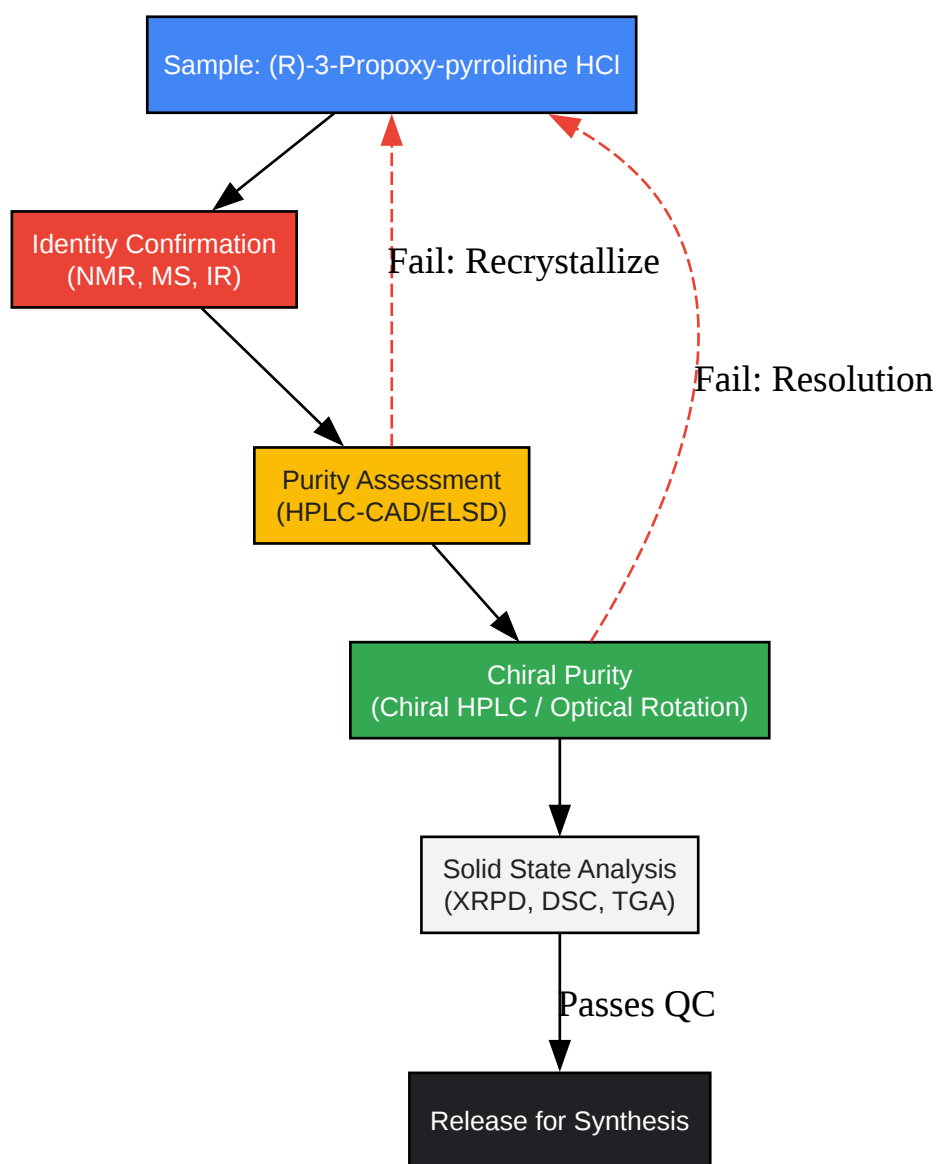 Sample: (R)-3-Propoxy-pyrrolidine HCl
Identity Confirmation
(NMR, MS, IR)
Fail: Recrystallize
Fail: Resolution
Purity Assessment
(HPLC-CAD/ELSD)
Chiral Purity
(Chiral HPLC / Optical Rotation)
Solid State Analysis
(XRPD, DSC, TGA)
Passes QC
Release for Synthesis